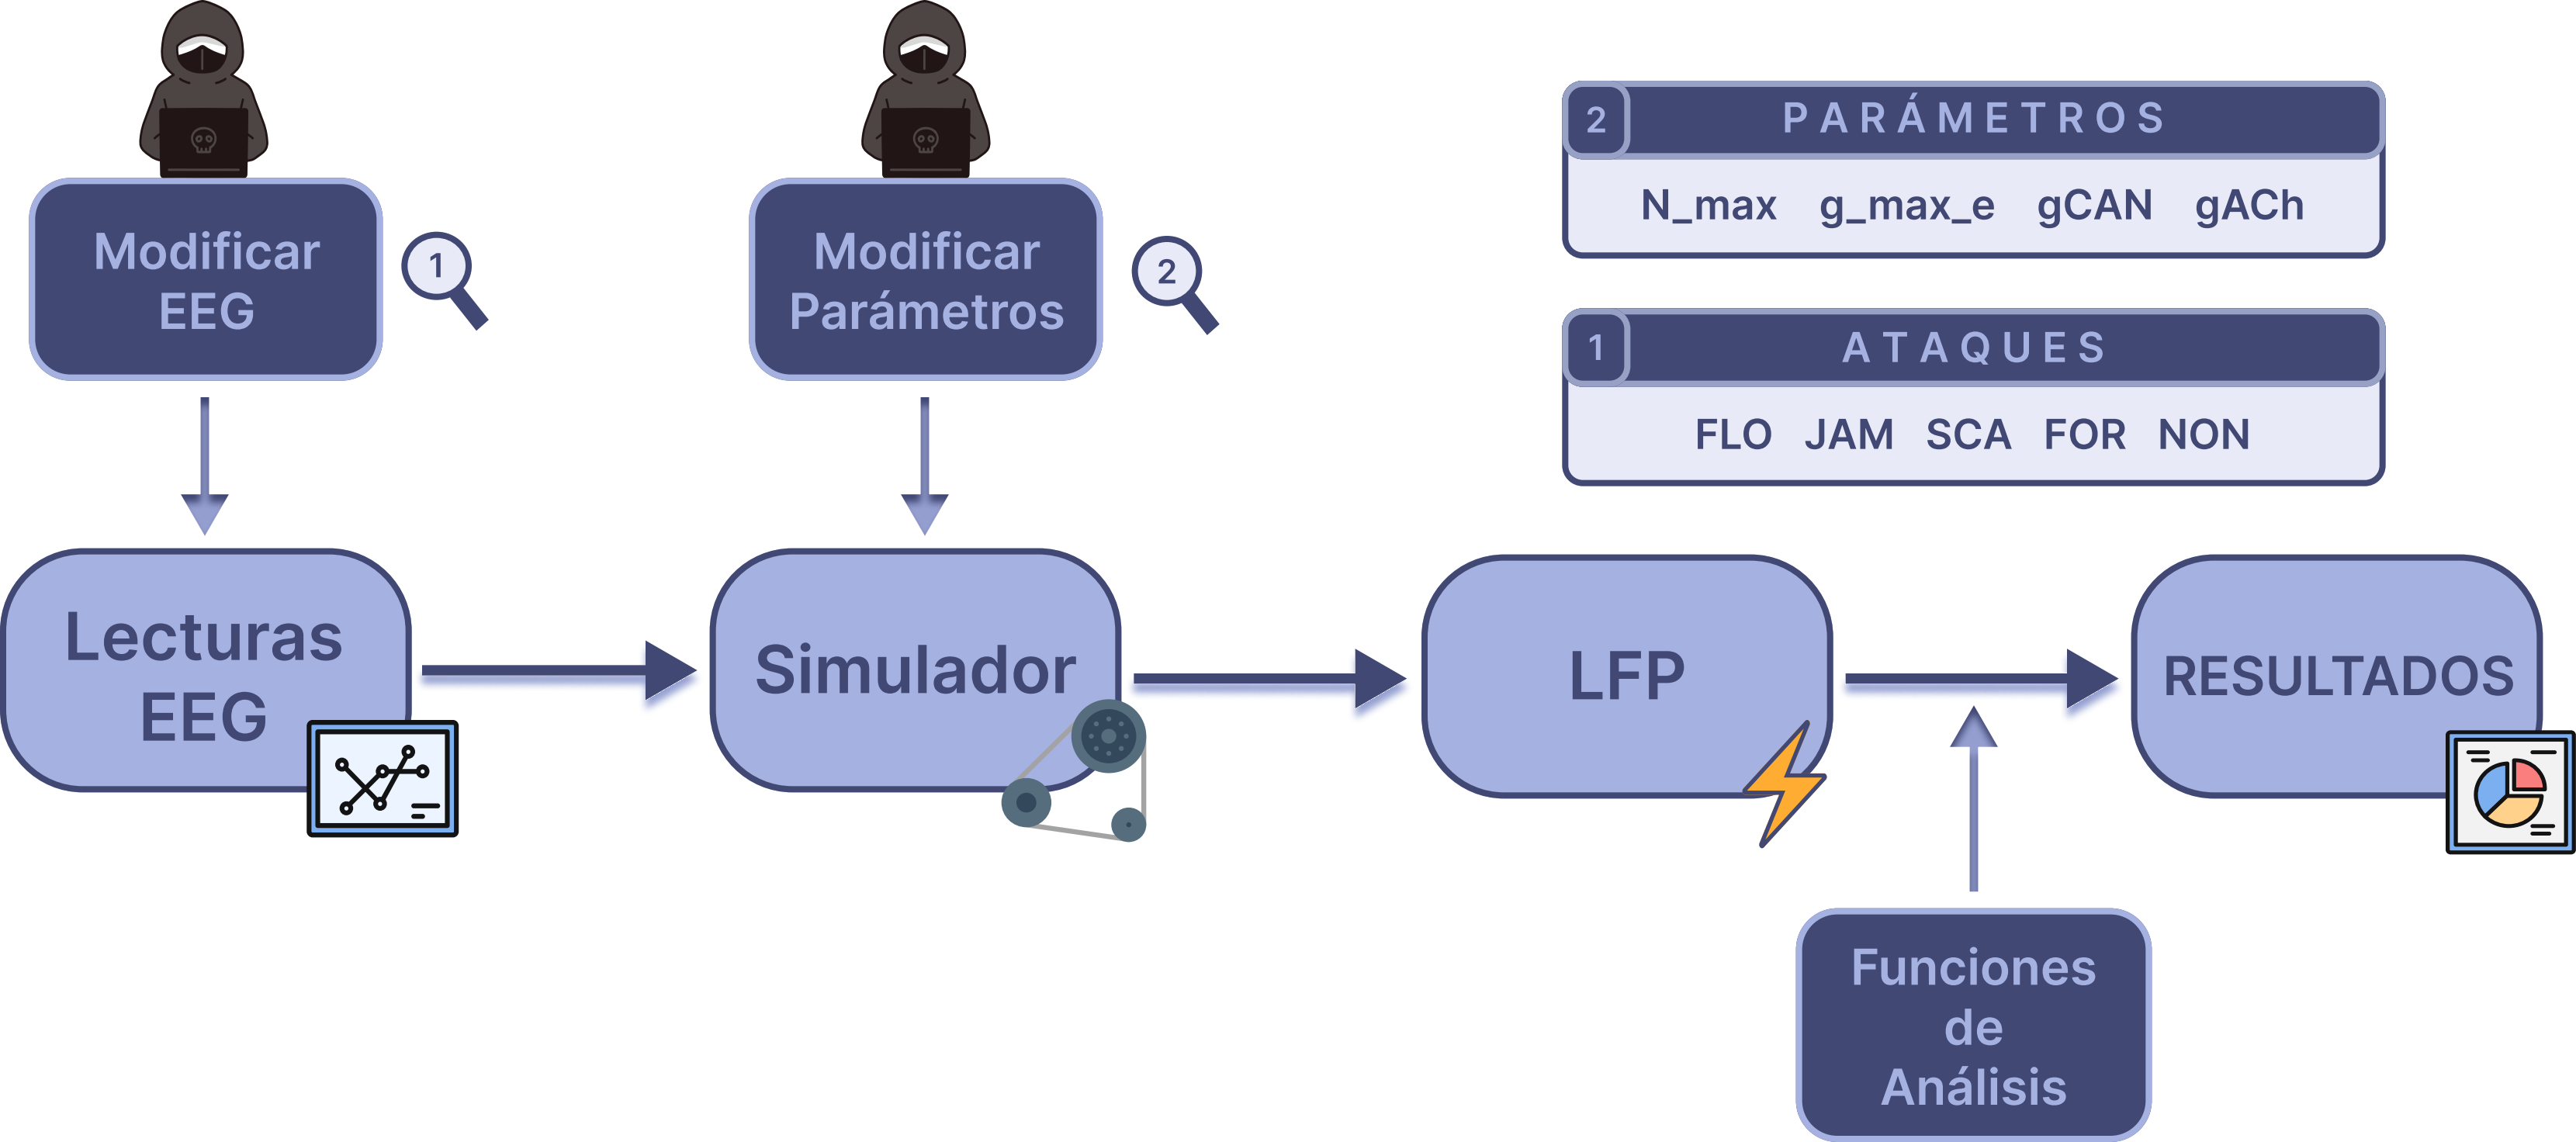 Modificar
EEG
1
Modificar
Parámetros
2
2
PARÁMETROS
N_max g_max_e gCAN gACh
1
ATAQUES
FLO JAM SCA FOR NON
Lecturas
EEG
Simulador
LFP
RESULTADOS
Funciones
de
Análisis